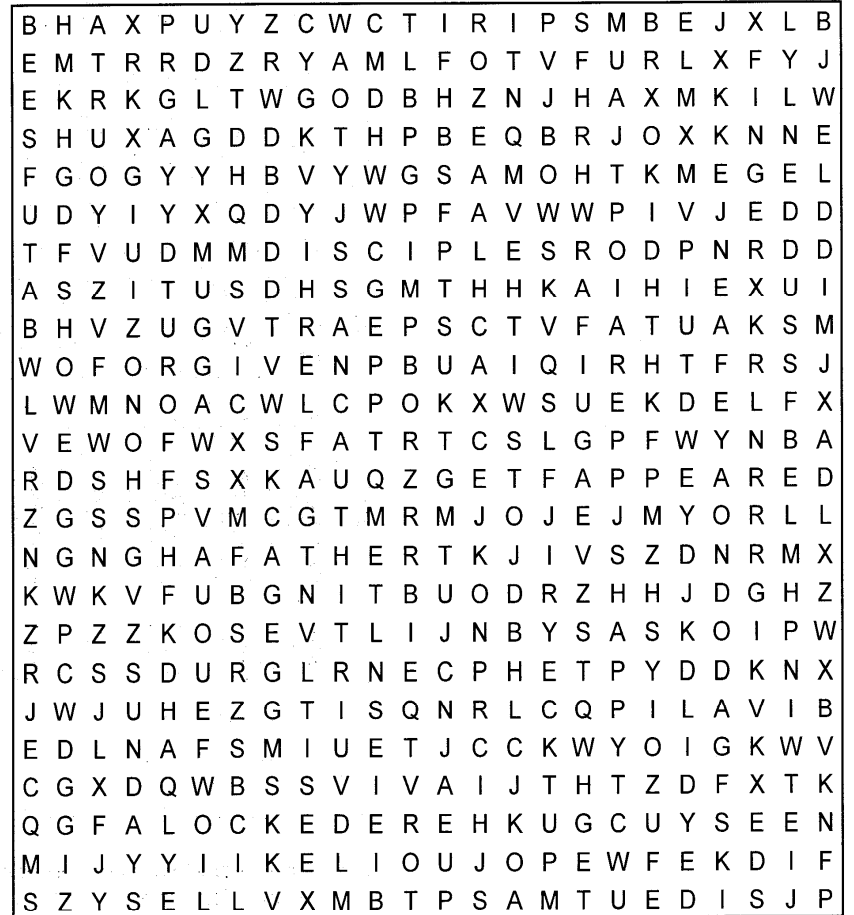 B H A X P U Y Z C W C T I R I P S M B E J X L B
E M T R R D Z R Y A M L F O T V F U R L X F Y J
E K R K G L T W G O D B H Z N J H A X M K I L W
S H U X A G D D K T H P B E Q B R J O X K N N E
F G O G Y Y H B V Y W G S A M O H T K M E G E L
U D Y I Y X Q D Y J W P F A V W W P I V J E D D
T F V U D M M D I S C I P L E S R O D P N R D D
A S Z I T U S D H S G M T H H K A I H I E X U I
B H V Z U G V T R A E P S C T V F A T U A K S M
W O F O R G I V E N P B U A I Q I R H T F R S J
L W M N O A C W L C P O K X W S U E K D E L F X
V E W O F W X S F A T R T C S L G P F W Y N B A
R D S H F S X K A U Q Z G E T F A P P E A R E D
Z G S S P V M C G T M R M J O J E J M Y O R L L
N G N G H A F A T H E R T K J I V S Z D N R M X
K W K V F U B G N I T B U O D R Z H H J D G H Z
Z P Z Z K O S E V T L I J N B Y S A S K O I P W
R C S S D U R G L R N E C P H E T P Y D D K N X
J W J U H E Z G T I S Q N R L C Q P I L A V I B
E D L N A F S M I U E T J C C K W Y O I G K W V
C G X D Q W B S S V I V A I J T H T Z D F X T K
Q G F A L O C K E D E R E H K U G C U Y S E E N
M I J Y Y I I K E L I O U J O P E W F E K D I F
S Z Y S E L L V X M B T P S A M T U E D I S J P